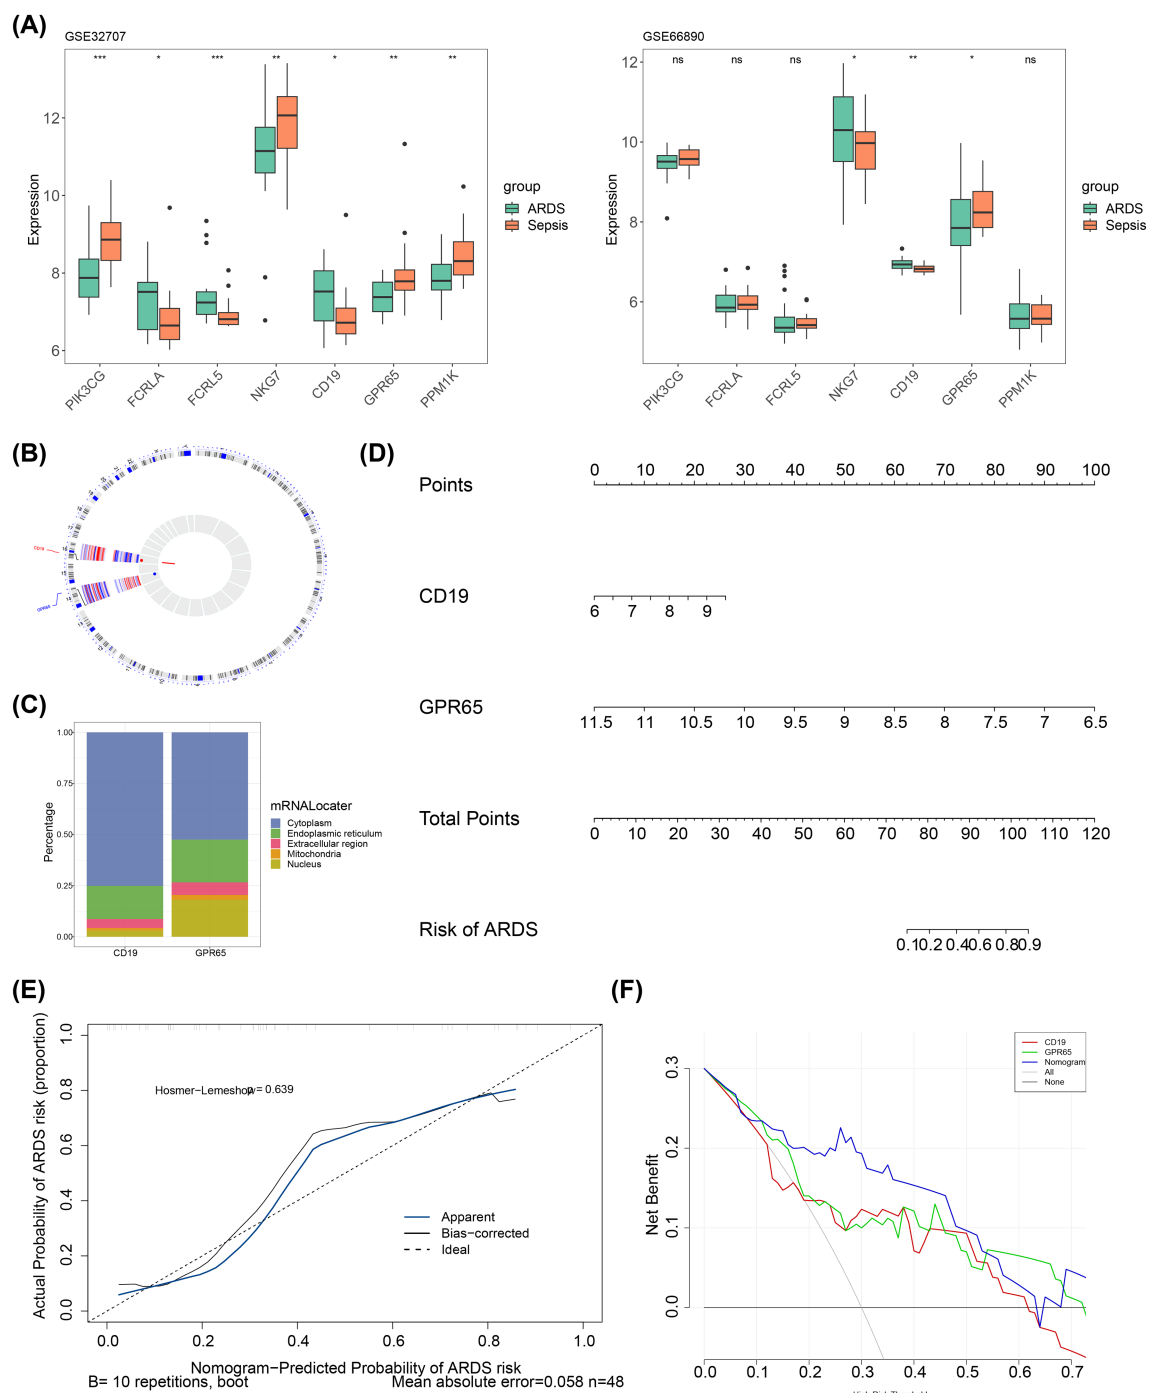 (A)
GSE32707
*** * *** ** * ** **
Expression
12
10
8
6
PIK3CG FCRLA FCRL5 NKG7 CD19 GPR65 PPM1K
group
ARDS
Sepsis
GSE66890
ns ns ns * ** * ns
Expression
12
10
8
6
PIK3CG FCRLA FCRL5 NKG7 CD19 GPR65 PPM1K
group
ARDS
Sepsis
(B)
CD19
GPR65
(C)
Percentage
1.00
0.75
0.50
0.25
0.00
CD19 GPR65
mRNALocater
Cytoplasm
Endoplasmic reticulum
Extracellular region
Mitochondria
Nucleus
(D)
Points
0 10 20 30 40 50 60 70 80 90 100
CD19
6 7 8 9
GPR65
11.5 11 10.5 10 9.5 9 8.5 8 7.5 7 6.5
Total Points
0 10 20 30 40 50 60 70 80 90 100 110 120
Risk of ARDS
0.1 0.2 0.4 0.6 0.8 0.9
(E)
Actual Probability of ARDS risk (proportion)
1.0
0.8
0.6
0.4
0.2
0.0
Hosmer−Lemeshow p = 0.639
Apparent
Bias−corrected
Ideal
0.0 0.2 0.4 0.6 0.8 1.0
Nomogram−Predicted Probability of ARDS risk
B= 10 repetitions, boot
Mean absolute error=0.058 n=48
(F)
Net Benefit
0.3
0.2
0.1
0.0
CD19
GPR65
Nomogram
All
None
0.0 0.1 0.2 0.3 0.4 0.5 0.6 0.7